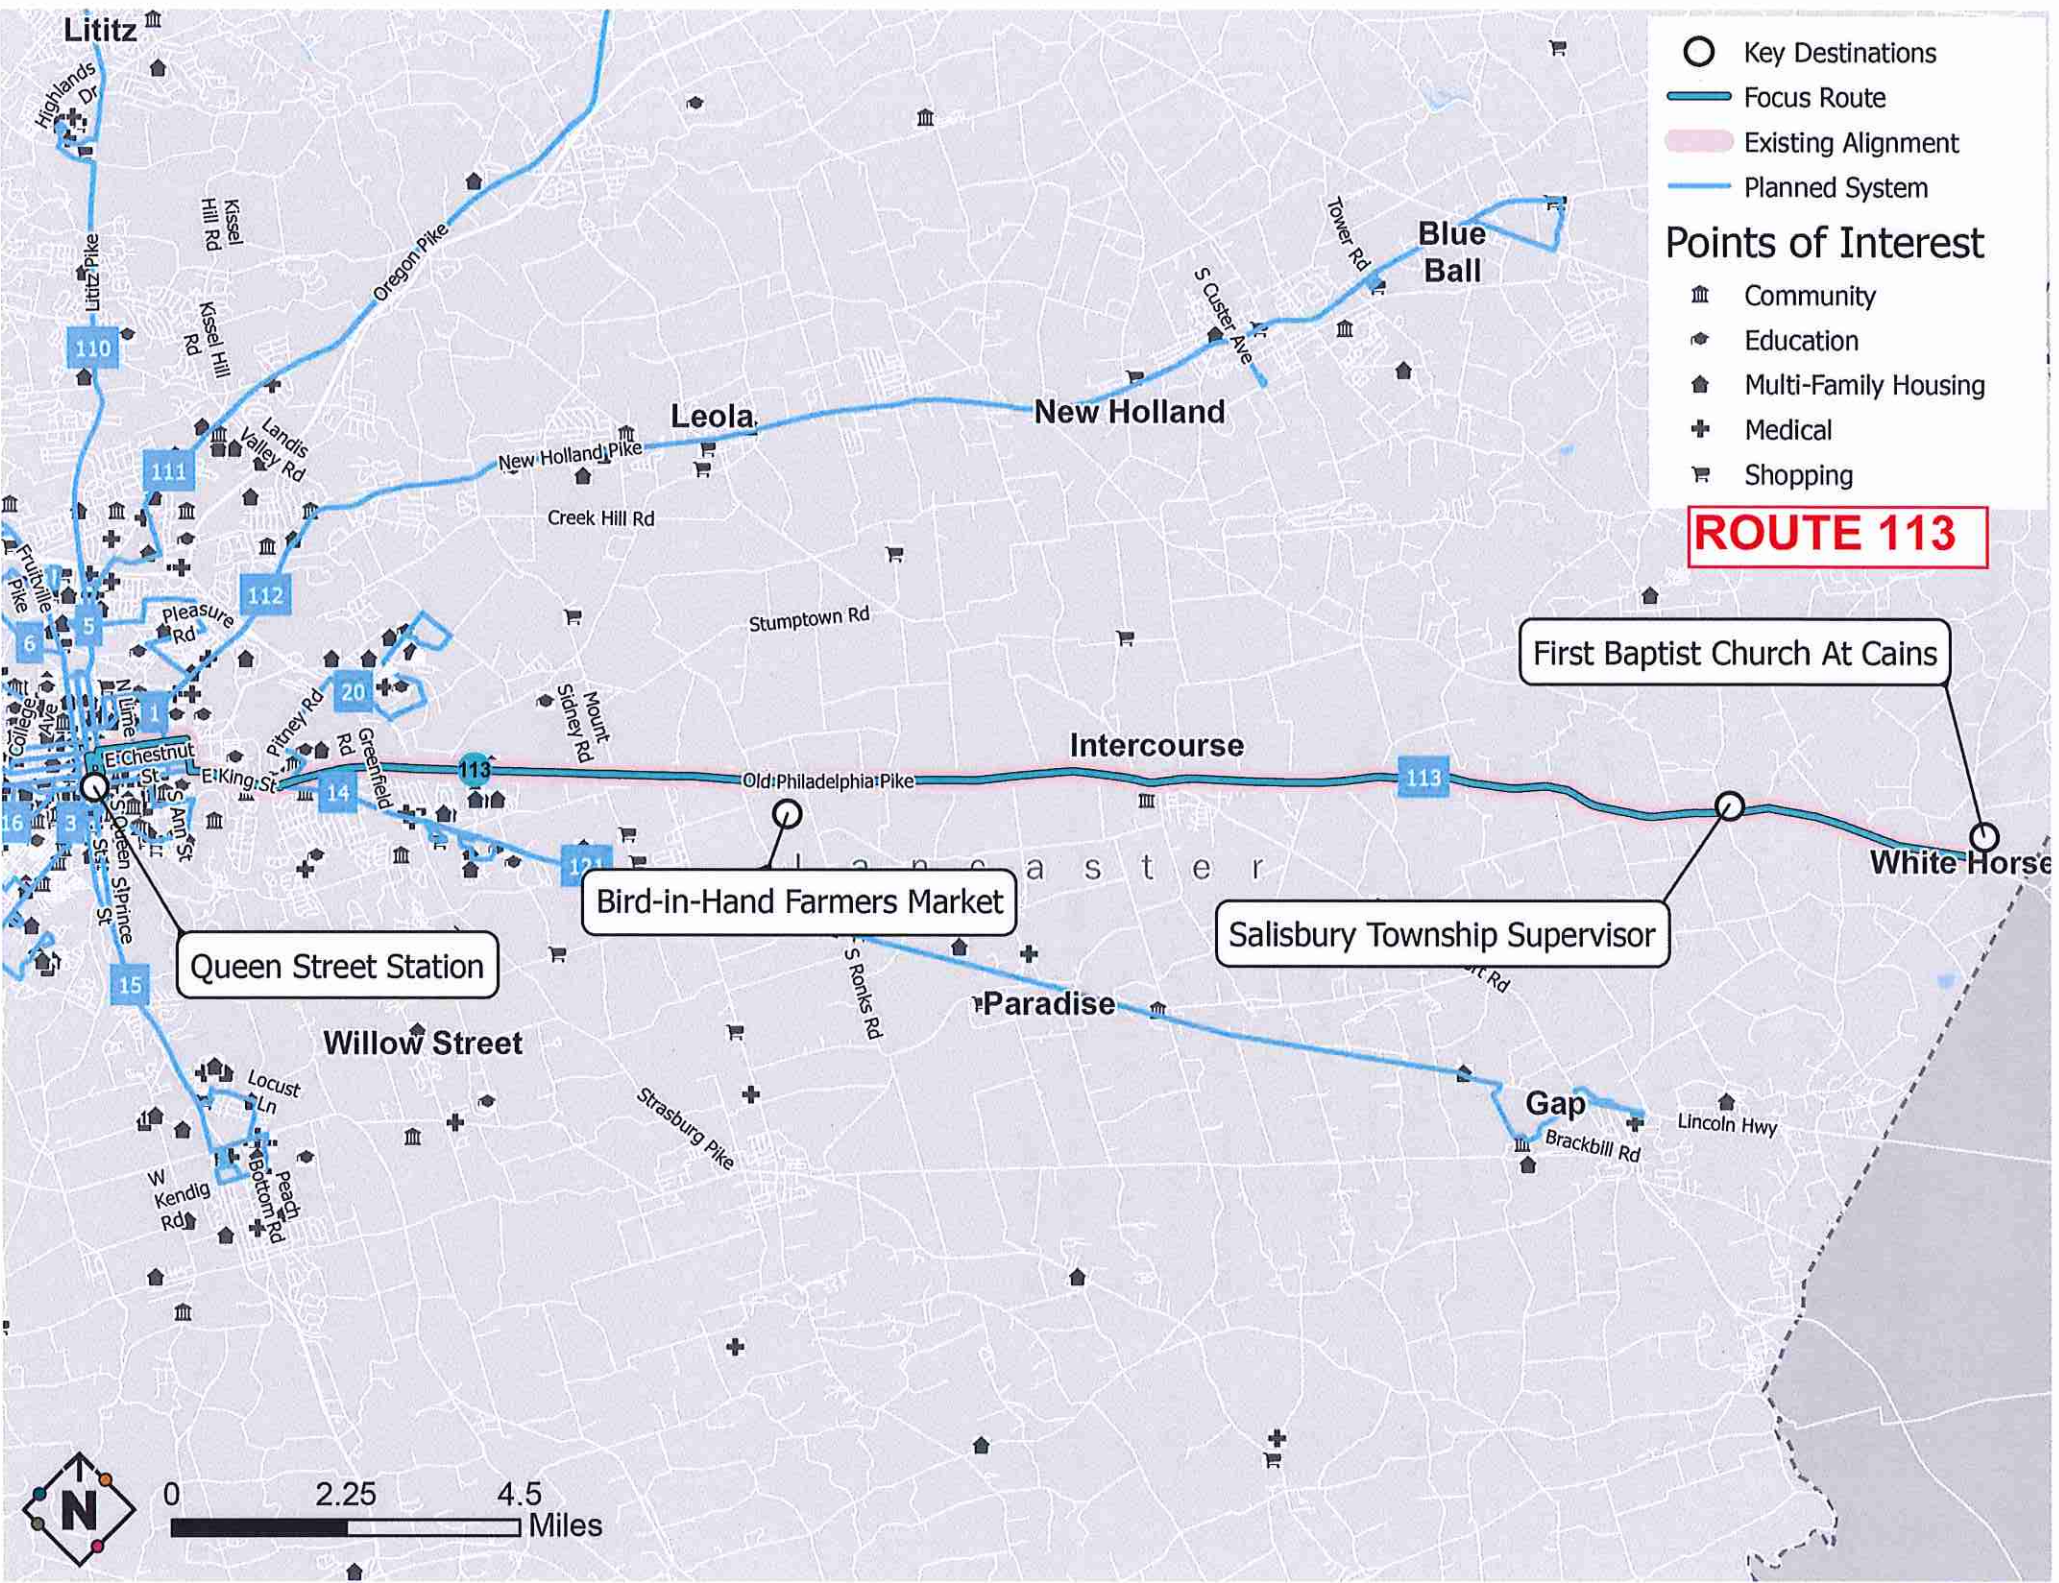 Lititz
Highlands
Dr
Kissel
Hill Rd
Lititz Pike
Oregon Pike
Kissel Hill
Rd
110
Landis
Valley Rd
111
Leola
New Holland Pike
Creek Hill Rd
New Holland
S Custer Ave
Tower Rd
Blue
Ball
Key Destinations
Focus Route
Existing Alignment
Planned System
Points of Interest
Community
Education
Multi-Family Housing
Medical
Shopping
ROUTE 113
Fruitville
Pike
112
Pleasure
Rd
5
6
Stumptown Rd
First Baptist Church At Cains
20
N Lime
1
College
Ave
Pitney Rd
Greenfield
Rd
Mount
Sidney Rd
Intercourse
E Chestnut
St
E King St
113
Old Philadelphia Pike
113
14
16
3
S Ann St
S Queen
St
S Prince
St
121
Lancaster
White Horse
Bird-in-Hand Farmers Market
Salisbury Township Supervisor
Queen Street Station
15
S Ronks Rd
rt Rd
Paradise
Willow Street
Locust
Ln
Strasburg Pike
Gap
Lincoln Hwy
Brackbill Rd
W
Kendig
Rd
Peach
Bottom Rd
N
0 2.25 4.5
Miles